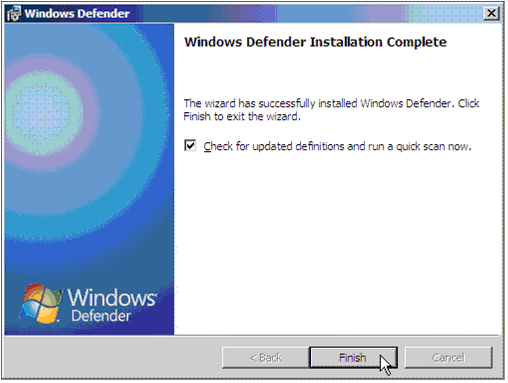 Windows Defender
Windows Defender Installation Complete
The wizard has successfully installed Windows Defender. Click
Finish to exit the wizard.
Check for updated definitions and run a quick scan now.
Windows
Defender
< Back
Finish
Cancel